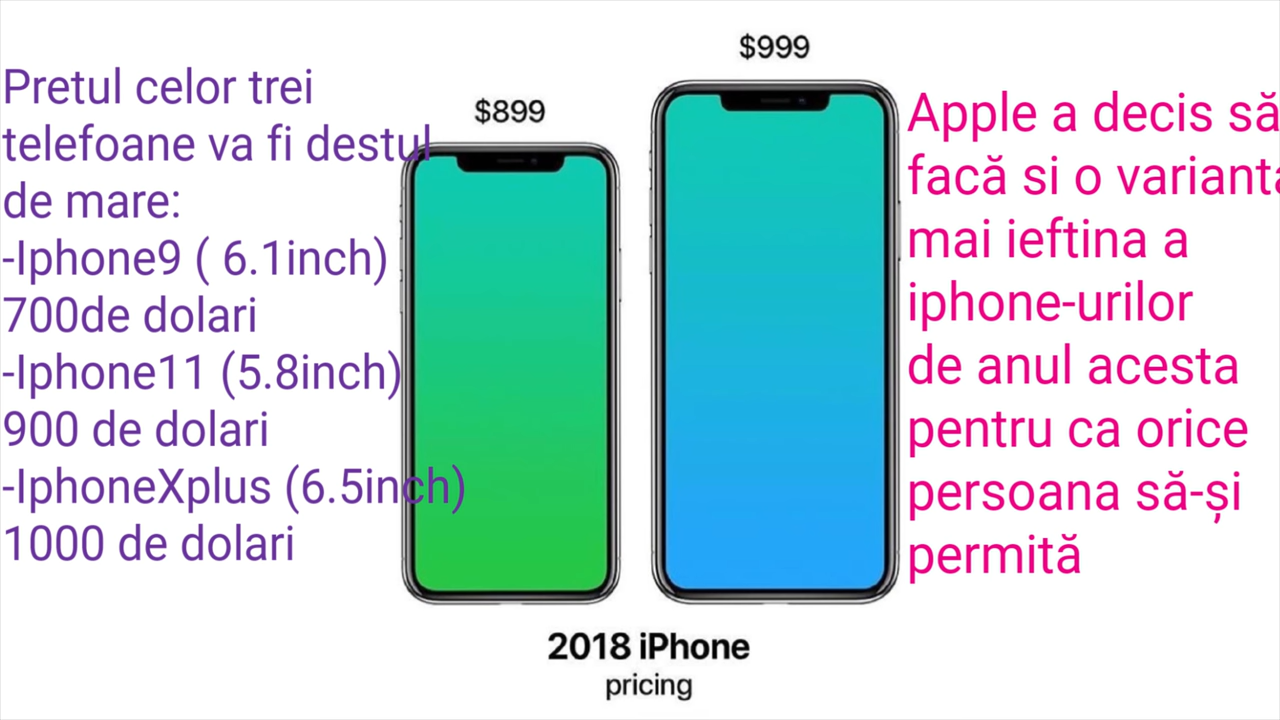 Pretul celor trei
telefoane va fi destul
de mare:
-Iphone9 ( 6.1inch)
700de dolari
-Iphone11 (5.8inch)
900 de dolari
-IphoneXplus (6.5inch)
1000 de dolari
$899
$999
Apple a decis să
facă si o varianta
mai ieftina a
iphone-urilor
de anul acesta
pentru ca orice
persoana să-și
permită
2018 iPhone
pricing